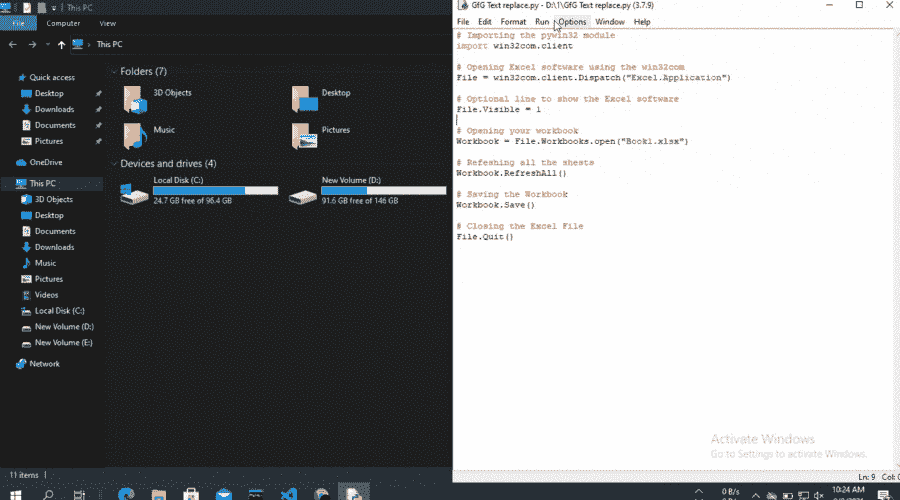 This PC
File
Computer
View
This PC
Quick access
Desktop
Downloads
Documents
Pictures
OneDrive
This PC
3D Objects
Desktop
Documents
Downloads
Music
Pictures
Videos
Local Disk (C:)
New Volume (D:)
New Volume (E:)
Network
11 items
Folders (7)
3D Objects
Desktop
Music
Pictures
Devices and drives (4)
Local Disk (C:)
24.7 GB free of 96.4 GB
New Volume (D:)
91.6 GB free of 146 GB
GfG Text replace.py - D:\1\GfG Text replace.py (3.7.9)
File Edit Format Run Options Window Help
# Importing the pywin32 module
import win32com.client
# Opening Excel software using the win32com
File = win32com.client.Dispatch("Excel.Application")
# Optional line to show the Excel software
File.Visible = 1
# Opening your workbook
Workbook = File.Workbooks.open("Book1.xlsx")
# Refeshing all the sheets
Workbook.RefreshAll()
# Saving the Workbook
Workbook.Save()
# Closing the Excel File
File.Quit()
Activate Windows
Go to Settings to activate Windows.
Ln: 9 Col: 0
0 B/s
10:24 AM